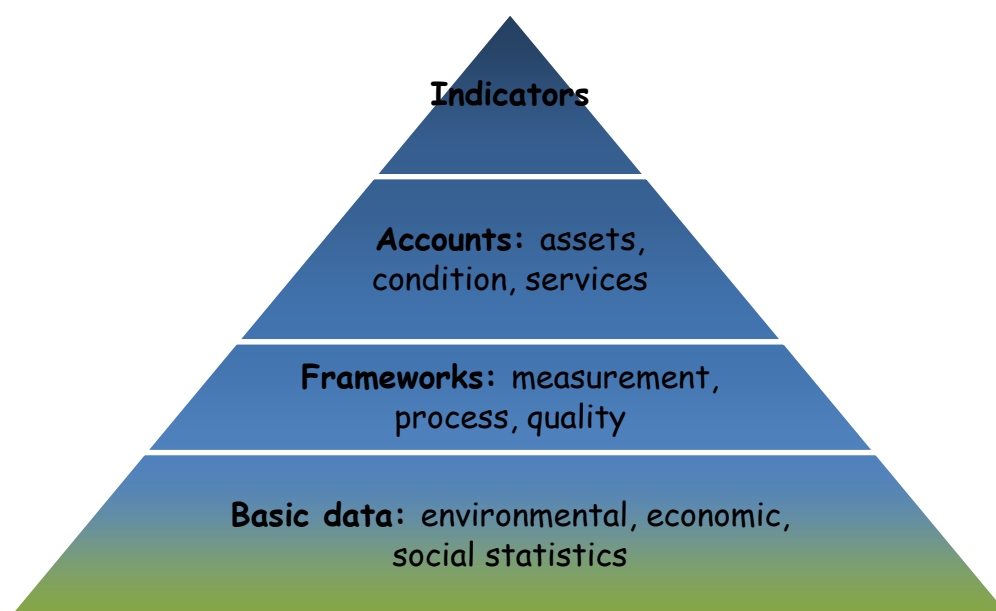 Indicators
Accounts: assets,
condition, services
Frameworks: measurement,
process, quality
Basic data: environmental, economic,
social statistics